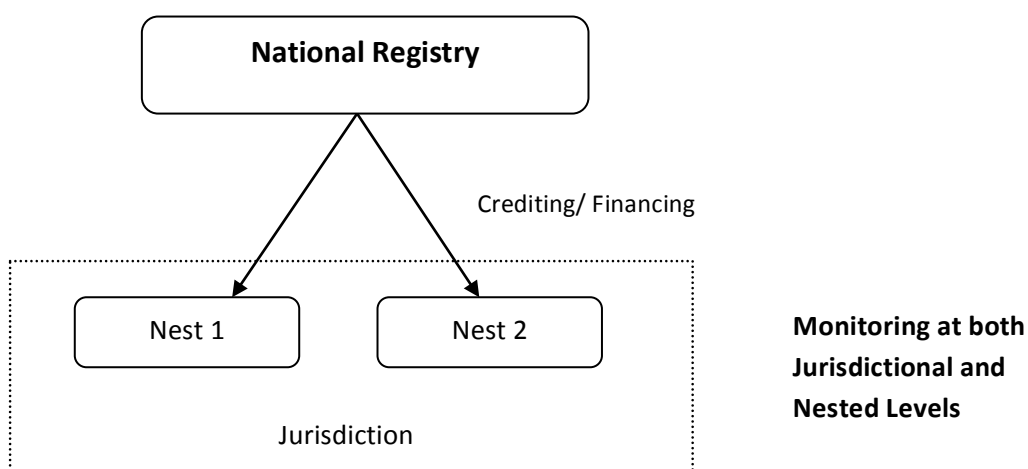 National Registry
Crediting/ Financing
Nest 1
Nest 2
Monitoring at both
Jurisdictional and
Nested Levels
Jurisdiction